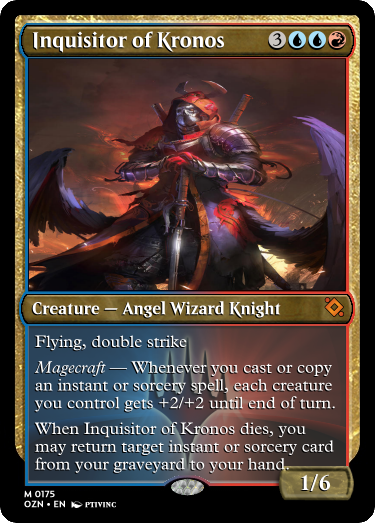 Inquisitor of Kronos 3
Creature — Angel Wizard Knight
Flying, double strike
Magecraft — Whenever you cast or copy
an instant or sorcery spell, each creature
you control gets +2/+2 until end of turn.
When Inquisitor of Kronos dies, you
may return target instant or sorcery card
from your graveyard to your hand.
1/6
M 0175
OZN • EN PTIVINC